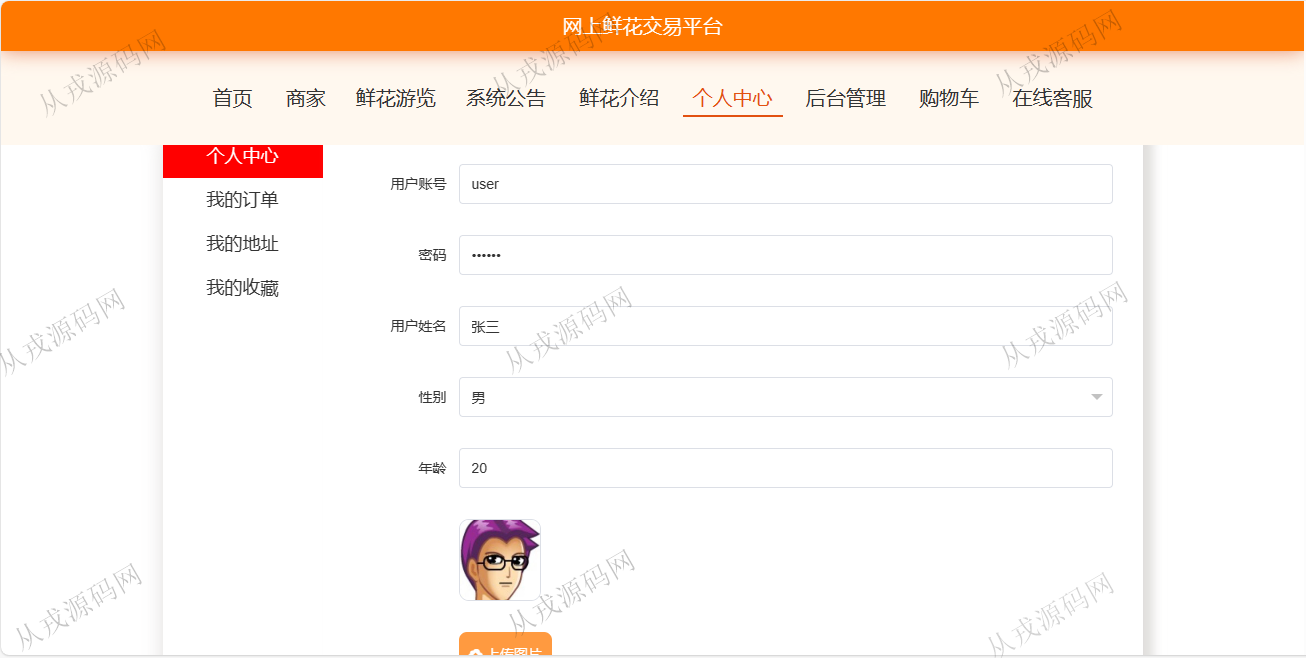 网上鲜花交易平台
首页 商家 鲜花游览 系统公告 鲜花介绍 个人中心 后台管理 购物车 在线客服
个人中心
我的订单
我的地址
我的收藏
用户账号 user
密码 ••••••
用户姓名 张三
性别 男
年龄 20
上传图片
从戎源码网
从戎源码网
从戎源码网
从戎源码网
从戎源码网
从戎源码网
从戎源码网
从戎源码网
从戎源码网